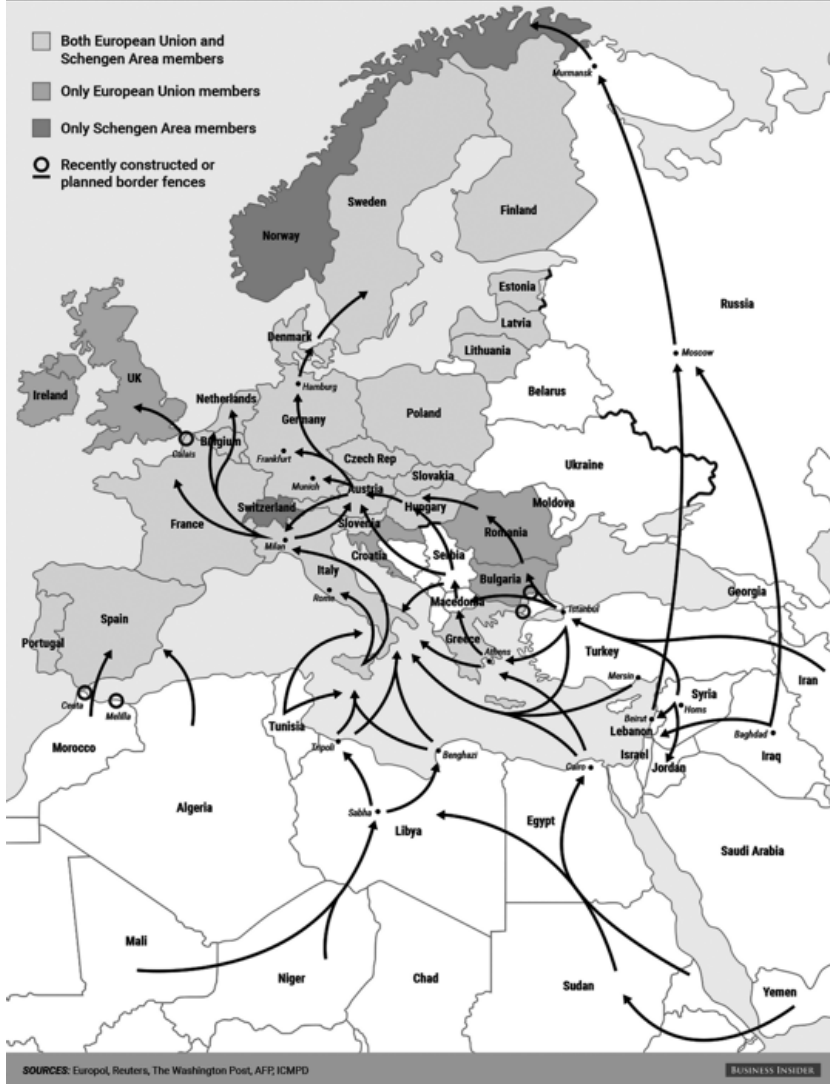 Both European Union and
Schengen Area members
Only European Union members
Only Schengen Area members
Recently constructed or
planned border fences
Murmansk
Sweden
Finland
Norway
Estonia
Russia
Latvia
Denmark
Moscow
Lithuania
Hamburg
UK
Ireland
Netherlands
Belarus
Germany
Poland
Belgium
Calais
Frankfurt
Czech Rep
Ukraine
Slovakia
Munich
Austria
Hungary
Moldova
Switzerland
France
Slovenia
Romania
Milan
Croatia
Serbia
Italy
Bulgaria
Georgia
Rome
Macedonia
Istanbul
Spain
Portugal
Greece
Athens
Turkey
Iran
Mersin
Syria
Ceuta
Melilla
Homs
Tunisia
Beirut
Lebanon
Baghdad
Morocco
Tripoli
Benghazi
Israel
Iraq
Cairo
Jordan
Algeria
Sabha
Libya
Egypt
Saudi Arabia
Mali
Niger
Chad
Sudan
Yemen
SOURCES: Europol, Reuters, The Washington Post, AFP, ICMPD
BUSINESS INSIDER